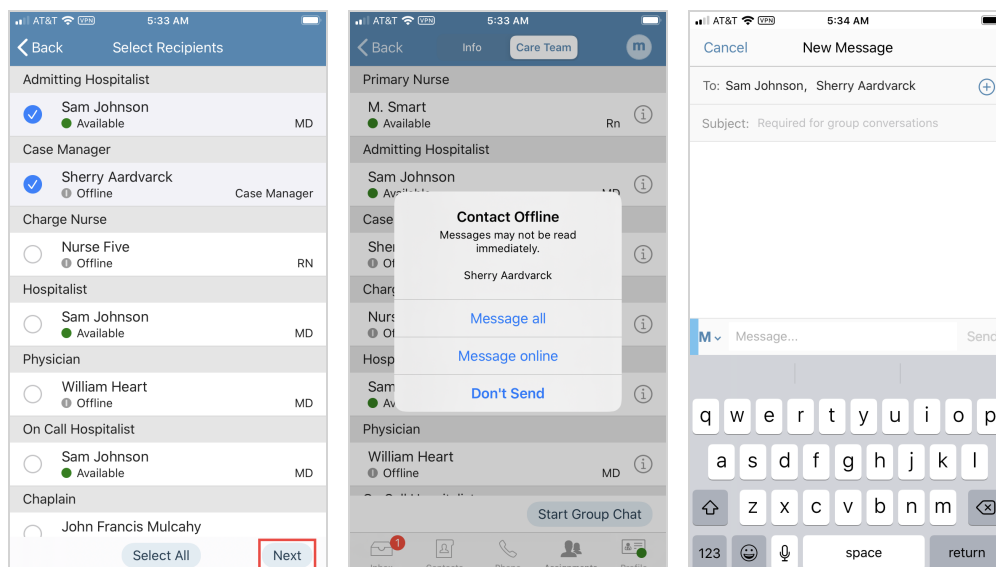 AT&T VPN 5:33 AM
Back Select Recipients
Admitting Hospitalist
Sam Johnson
Available MD
Case Manager
Sherry Aardvarck
Offline Case Manager
Charge Nurse
Nurse Five
Offline RN
Hospitalist
Sam Johnson
Available MD
Physician
William Heart
Offline MD
On Call Hospitalist
Sam Johnson
Available MD
Chaplain
John Francis Mulcahy
Select All Next
AT&T VPN 5:33 AM
Back Info Care Team m
Primary Nurse
M. Smart
Available Rn
Admitting Hospitalist
Sam Johnson
MD
Case
Contact Offline
Messages may not be read
immediately.
Sherry Aardvarck
Message all
Message online
Don't Send
Physician
William Heart
Offline MD
Start Group Chat
1
AT&T VPN 5:34 AM
Cancel New Message
To: Sam Johnson, Sherry Aardvarck
Subject: Required for group conversations
M Message... Send
q w e r t y u i o p
a s d f g h j k l
z x c v b n m
123 space return